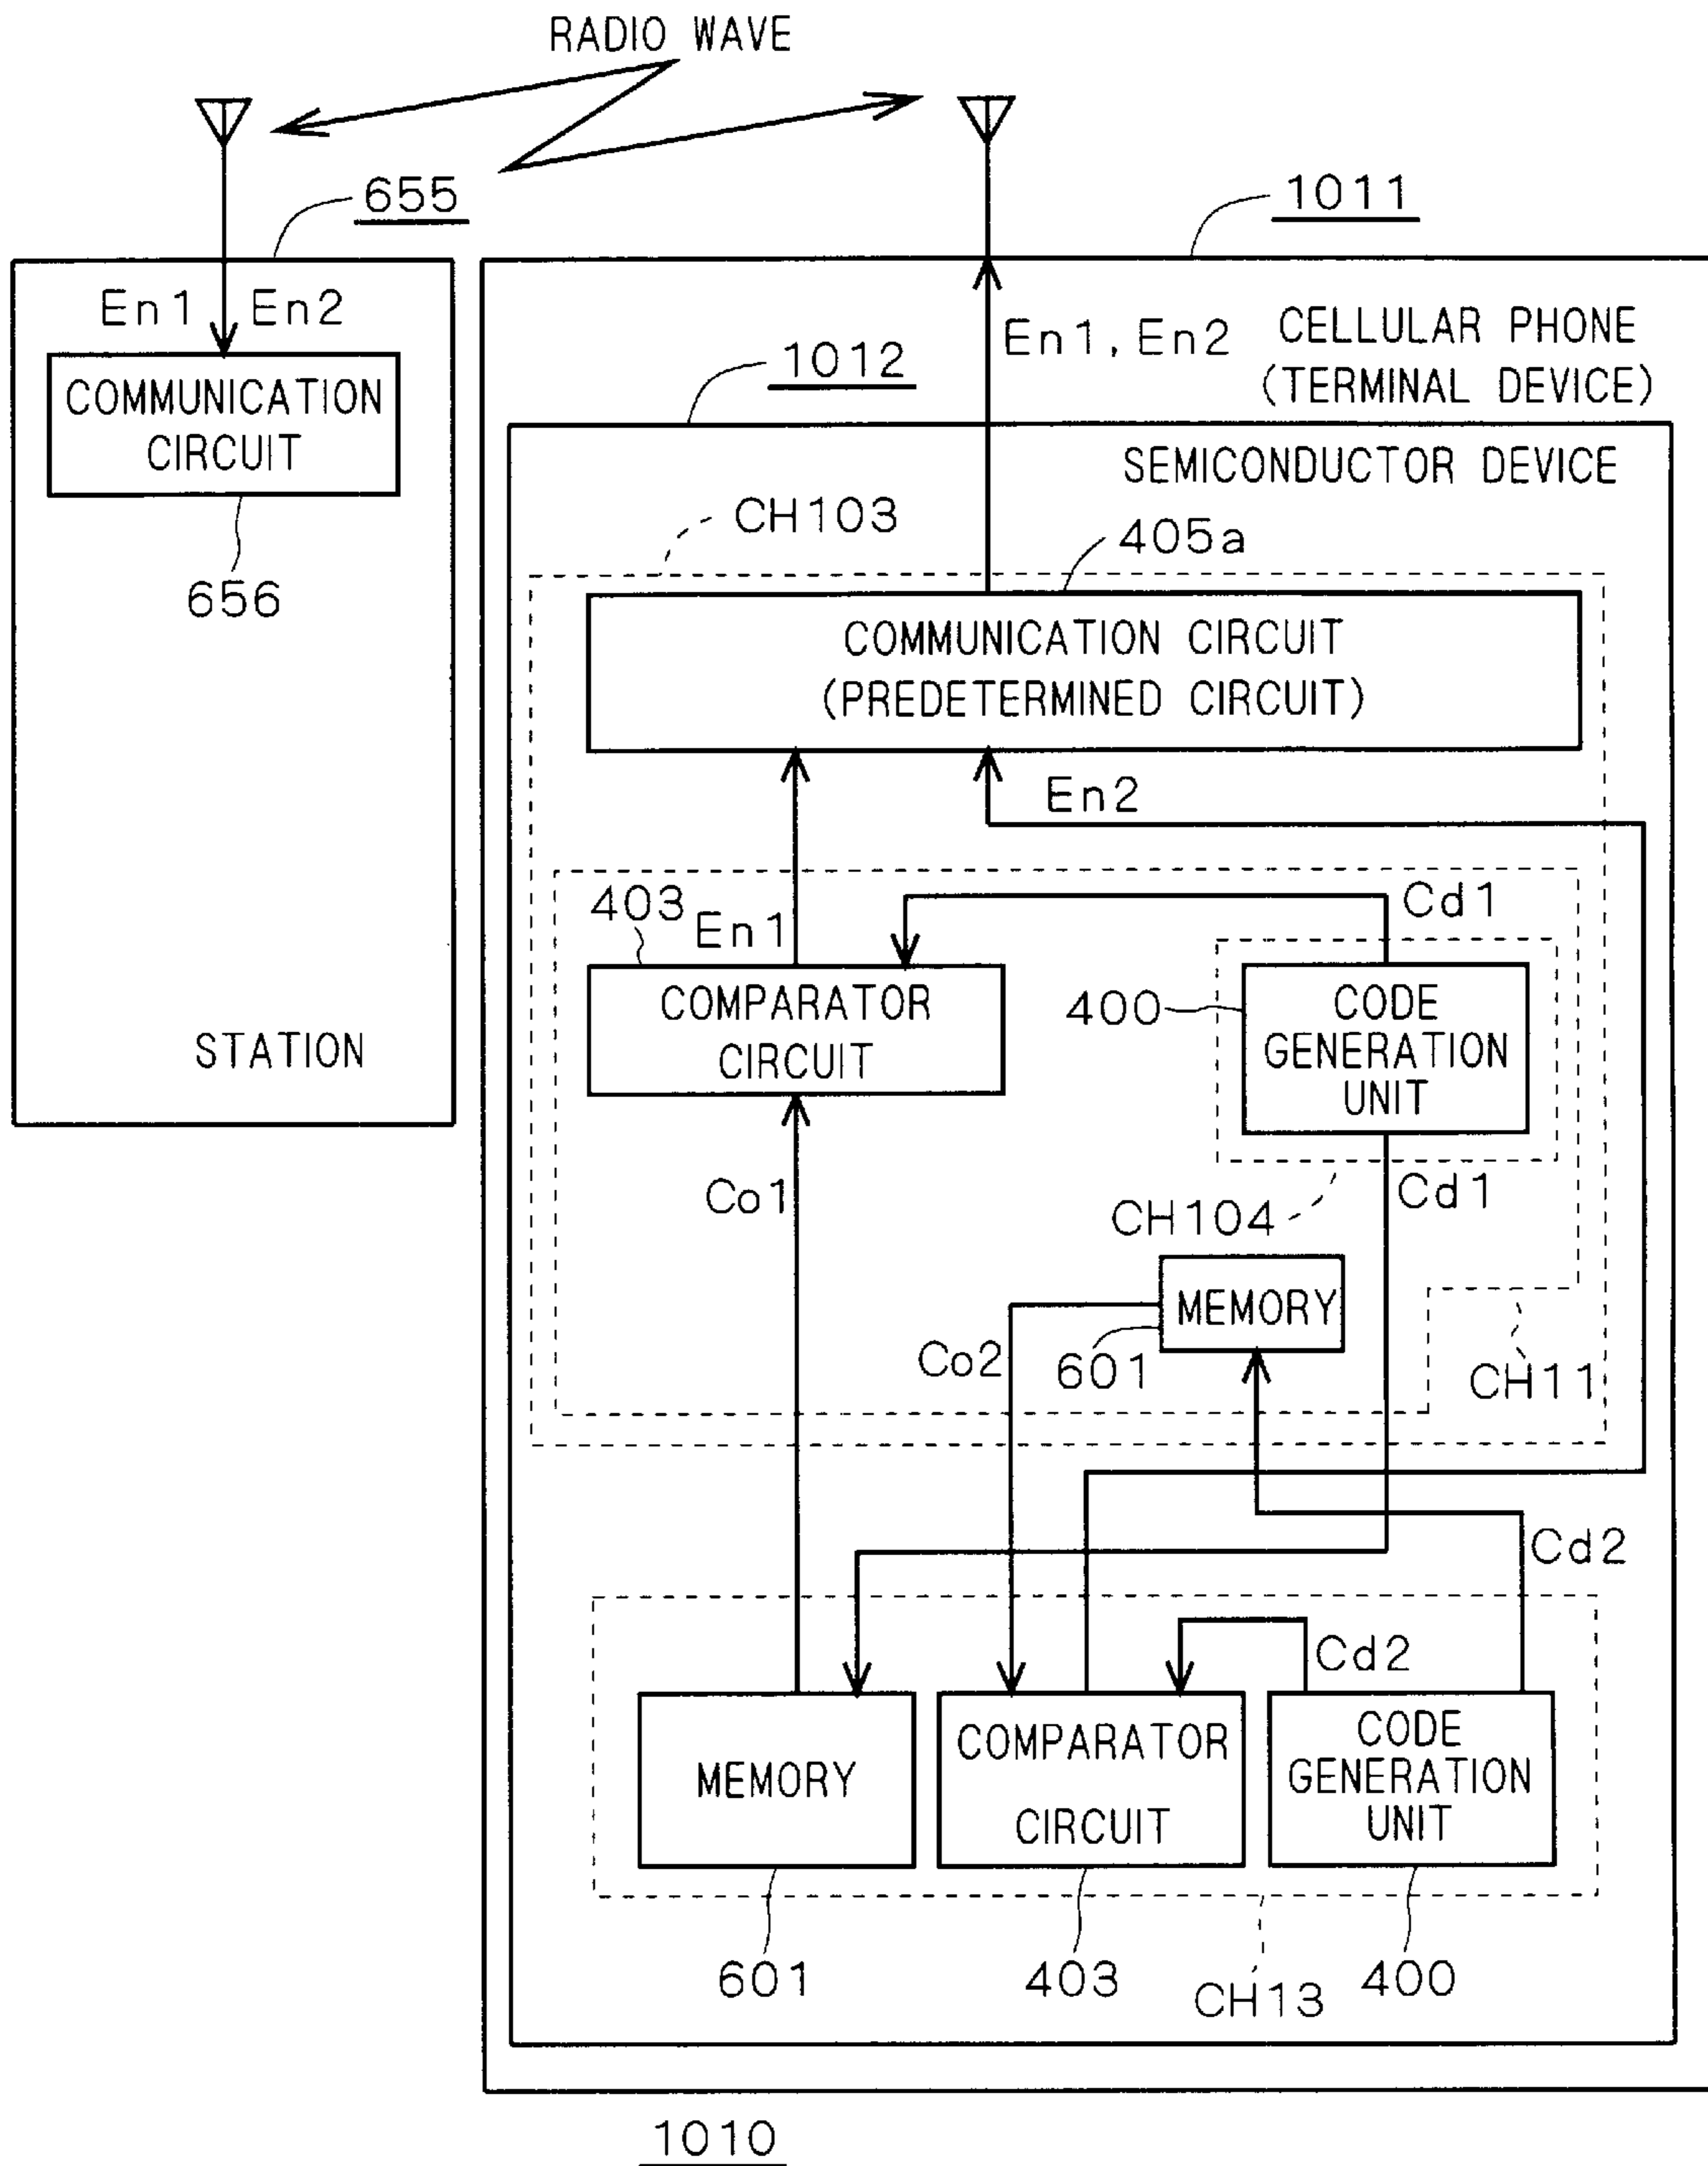 RADIO WAVE
655
1011
En1
En2
COMMUNICATION
CIRCUIT
656
STATION
En1, En2
CELLULAR PHONE
(TERMINAL DEVICE)
1012
SEMICONDUCTOR DEVICE
CH103
405a
COMMUNICATION CIRCUIT
(PREDETERMINED CIRCUIT)
En2
403
En1
Cd1
COMPARATOR
CIRCUIT
400
CODE
GENERATION
UNIT
Co1
Cd1
CH104
MEMORY
Co2
601
CH11
Cd2
Cd2
MEMORY
COMPARATOR
CIRCUIT
CODE
GENERATION
UNIT
601
403
CH13
400
1010